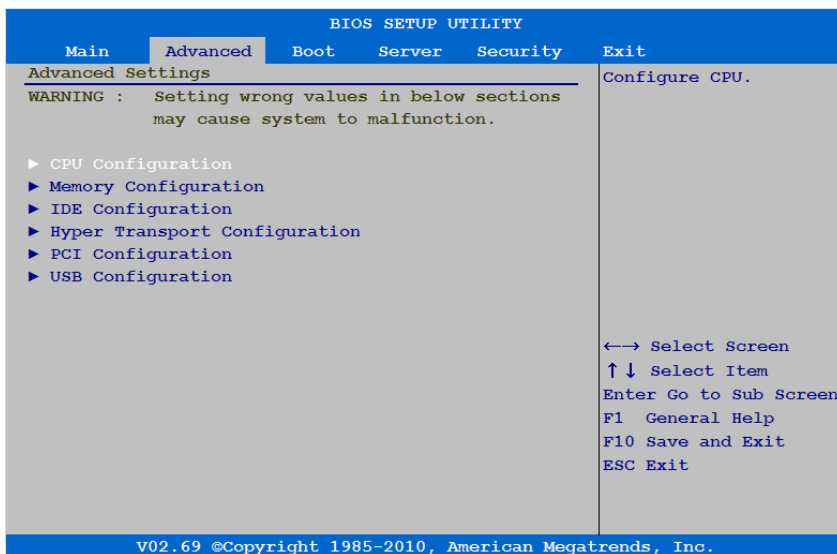 BIOS SETUP UTILITY
Main Advanced Boot Server Security Exit
Advanced Settings
WARNING : Setting wrong values in below sections
may cause system to malfunction.
► CPU Configuration
► Memory Configuration
► IDE Configuration
► Hyper Transport Configuration
► PCI Configuration
► USB Configuration
Configure CPU.
←→ Select Screen
↑↓ Select Item
Enter Go to Sub Screen
F1 General Help
F10 Save and Exit
ESC Exit
V02.69 ©Copyright 1985-2010, American Megatrends, Inc.